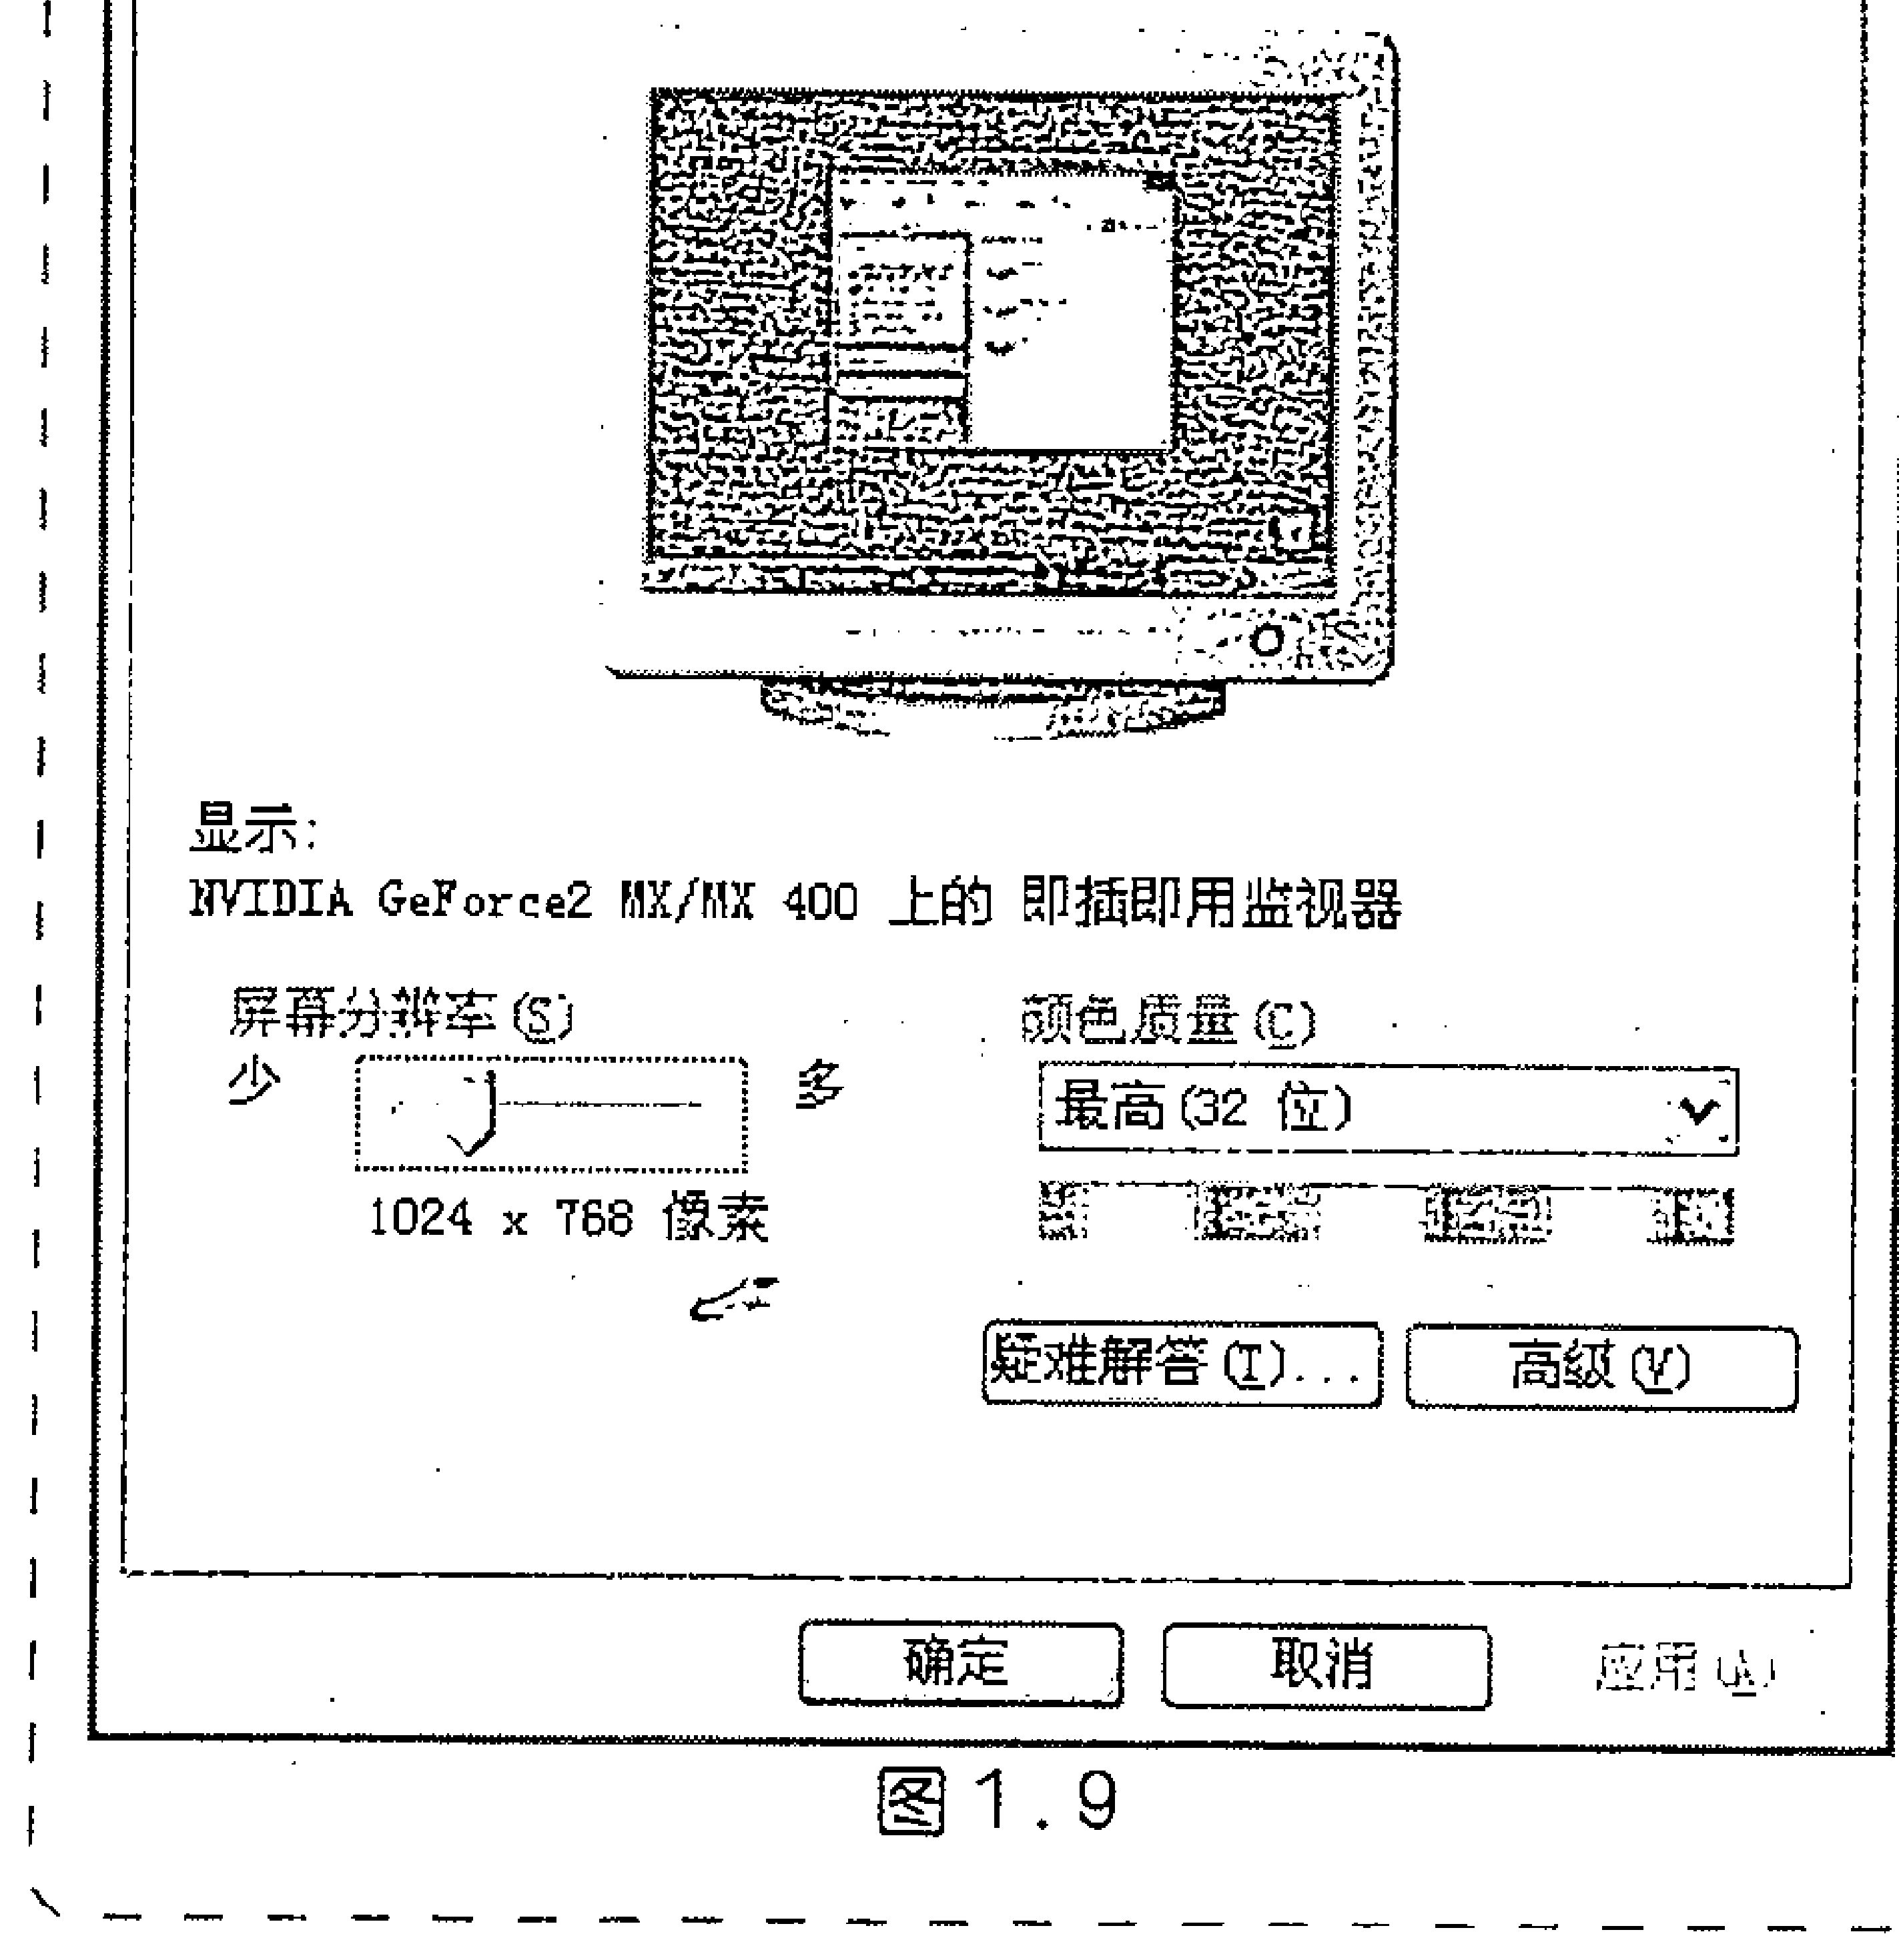 显示:
NVIDIA GeForce2 MX/MX 400 上的 即插即用监视器
屏幕分辨率(S)
颜色质量(C)
少
多
最高(32 位)
1024 x 768 像素
疑难解答(T)...
高级(V)
确定
取消
应用(A)
图1.9